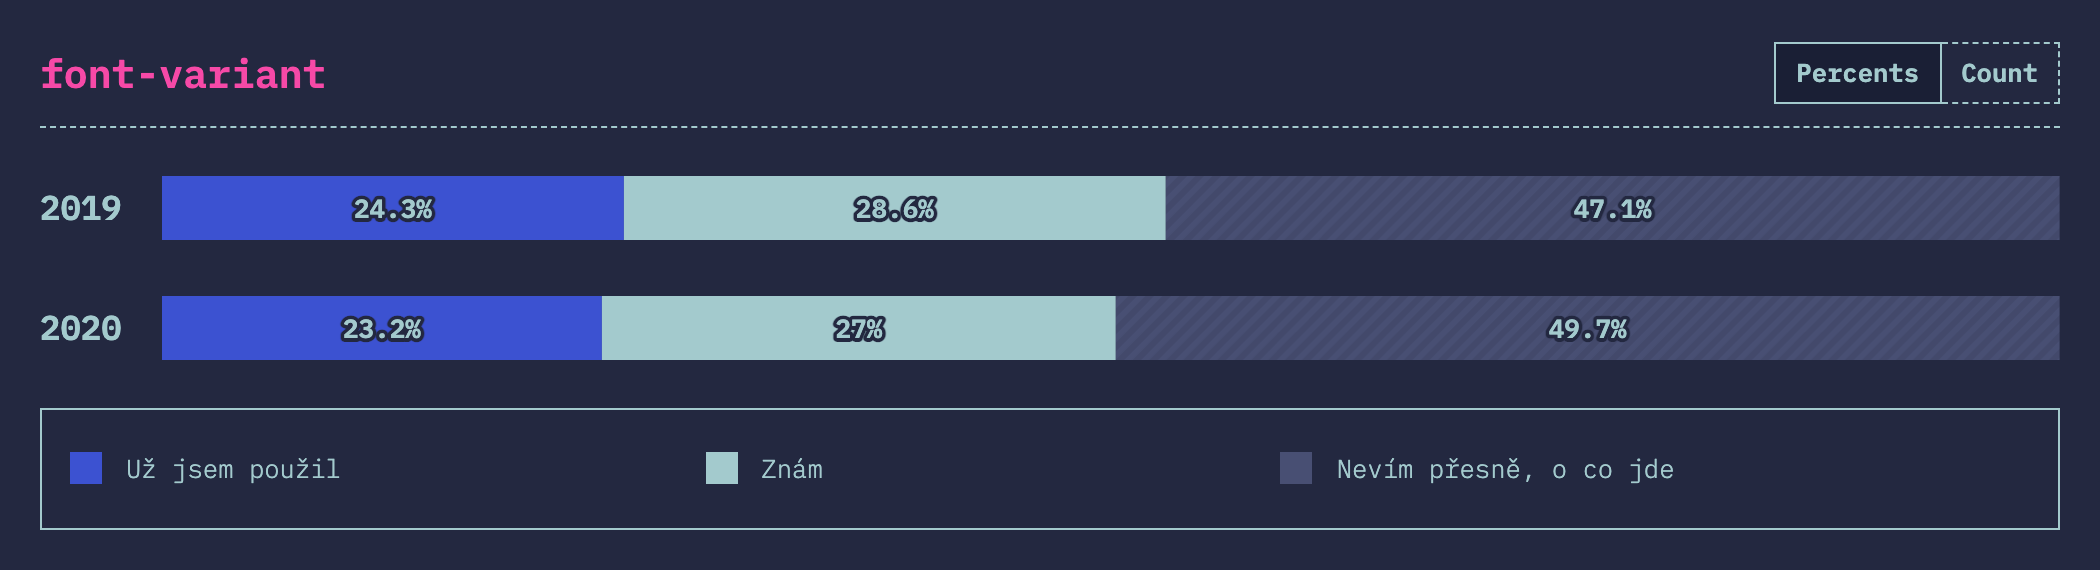 font-variant
Percents Count
2019 24.3% 28.6% 47.1%
2020 23.2% 27% 49.7%
Už jsem použil Znám Nevím přesně, o co jde